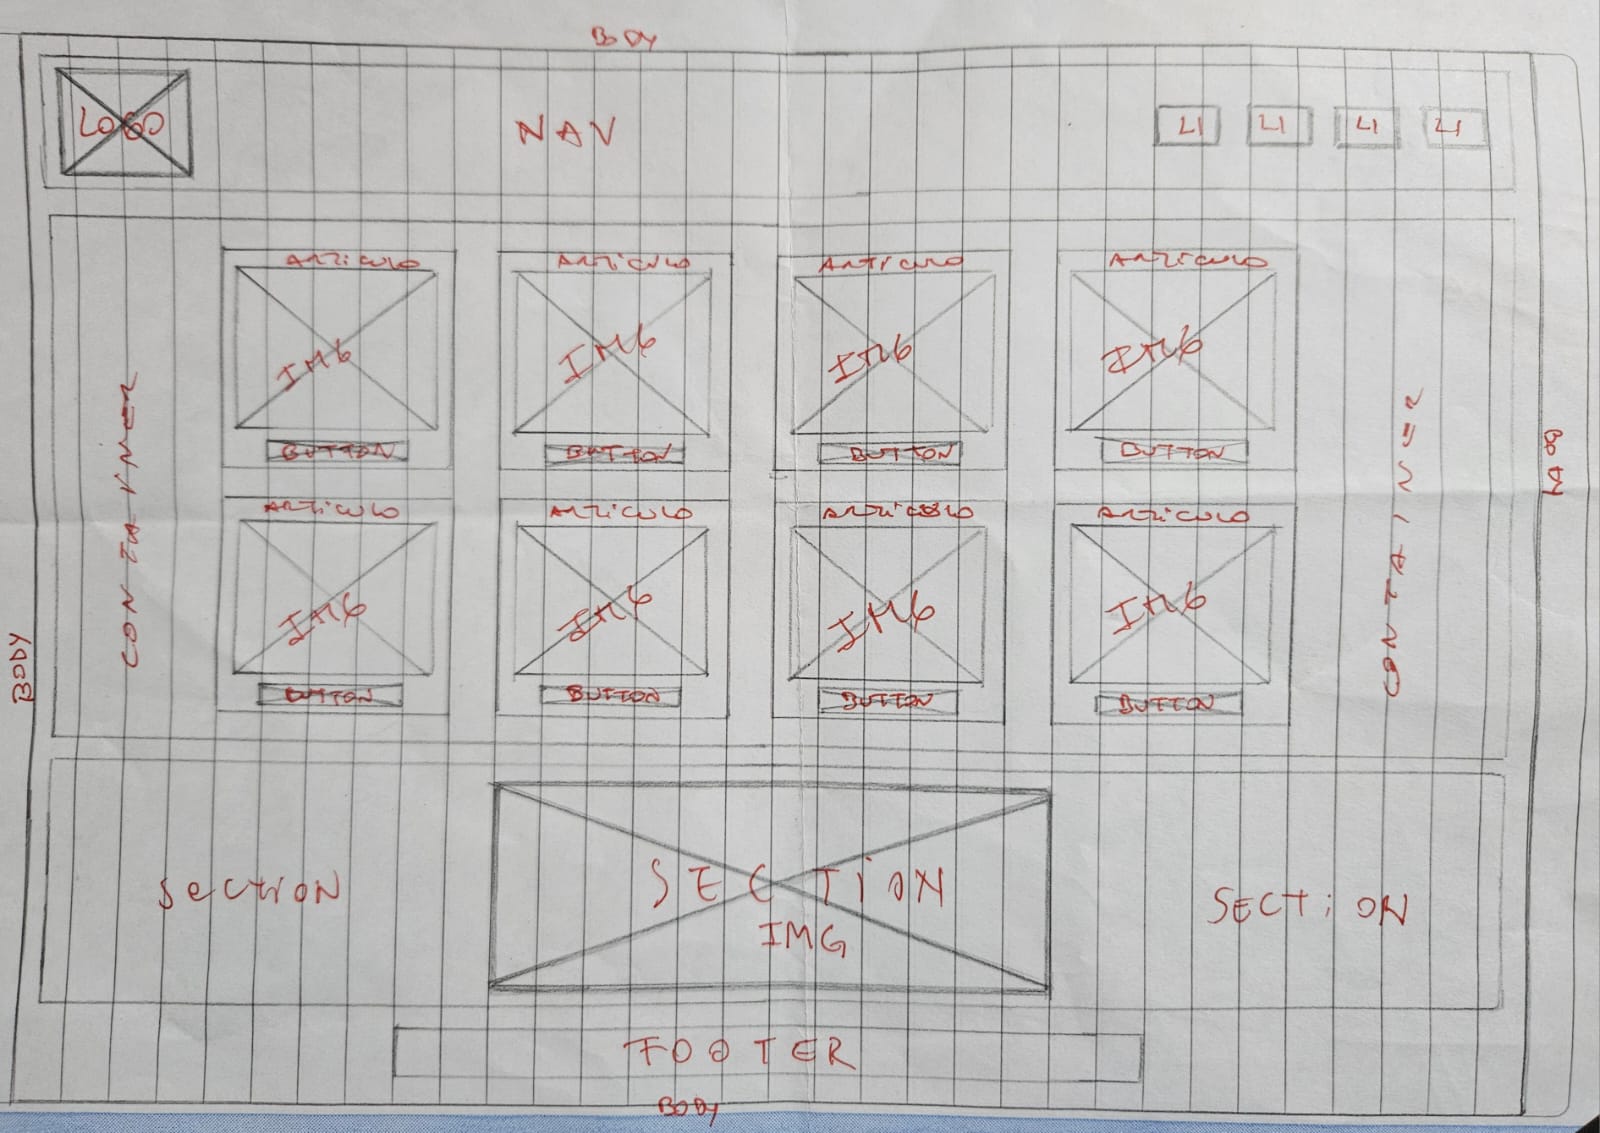 BODY
LOGO
NAV
LI LI LI LI
ARTICULO ARTICULO ARTICULO ARTICULO
IMG IMG IMG IMG
BUTTON BUTTON BUTTON BUTTON
CONTAINER
CONTAINER
BODY
BODY
ARTICULO ARTICULO ARTICULO ARTICULO
IMG IMG IMG IMG
BUTTON BUTTON BUTTON BUTTON
SECTION
SECTION
IMG
SECTION
FOOTER
BODY